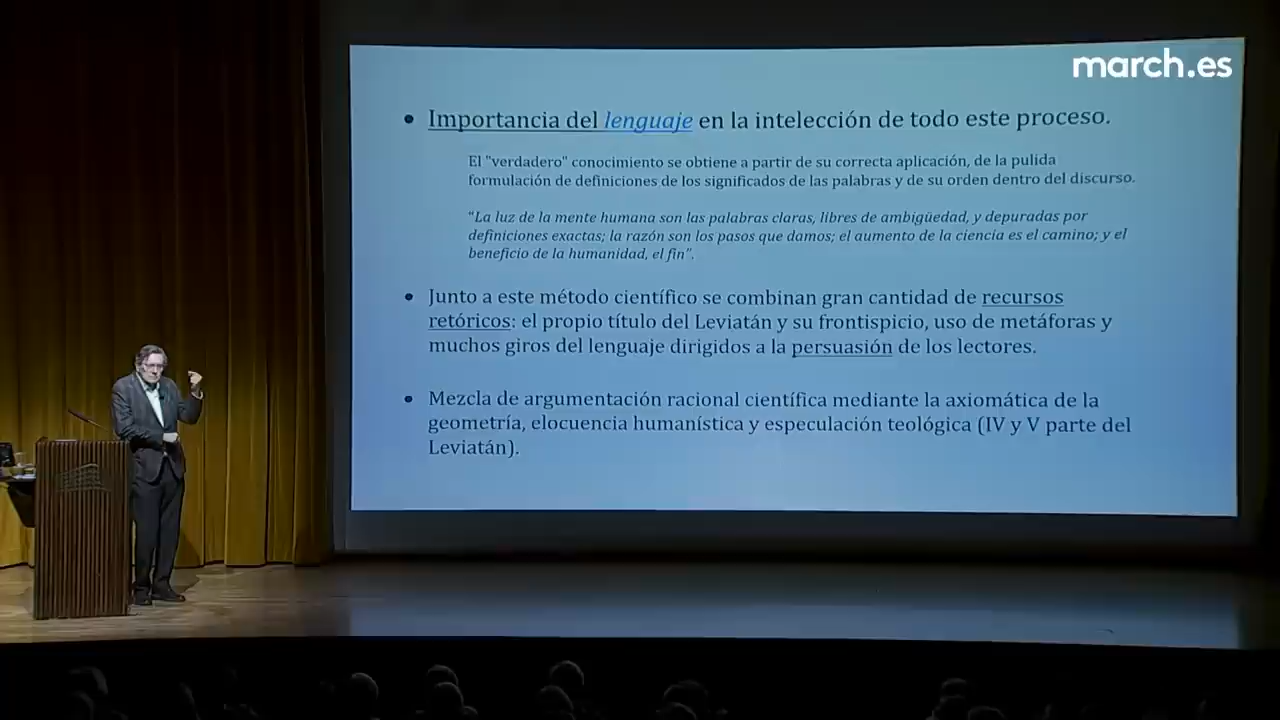 march.es
• Importancia del lenguaje en la intelección de todo este proceso.
El "verdadero" conocimiento se obtiene a partir de su correcta aplicación, de la pulida
formulación de definiciones de los significados de las palabras y de su orden dentro del discurso.
"La luz de la mente humana son las palabras claras, libres de ambigüedad, y depuradas por
definiciones exactas; la razón son los pasos que damos; el aumento de la ciencia es el camino; y el
beneficio de la humanidad, el fin".
• Junto a este método científico se combinan gran cantidad de recursos
retóricos: el propio título del Leviatán y su frontispicio, uso de metáforas y
muchos giros del lenguaje dirigidos a la persuasión de los lectores.
• Mezcla de argumentación racional científica mediante la axiomática de la
geometría, elocuencia humanística y especulación teológica (IV y V parte del
Leviatán).